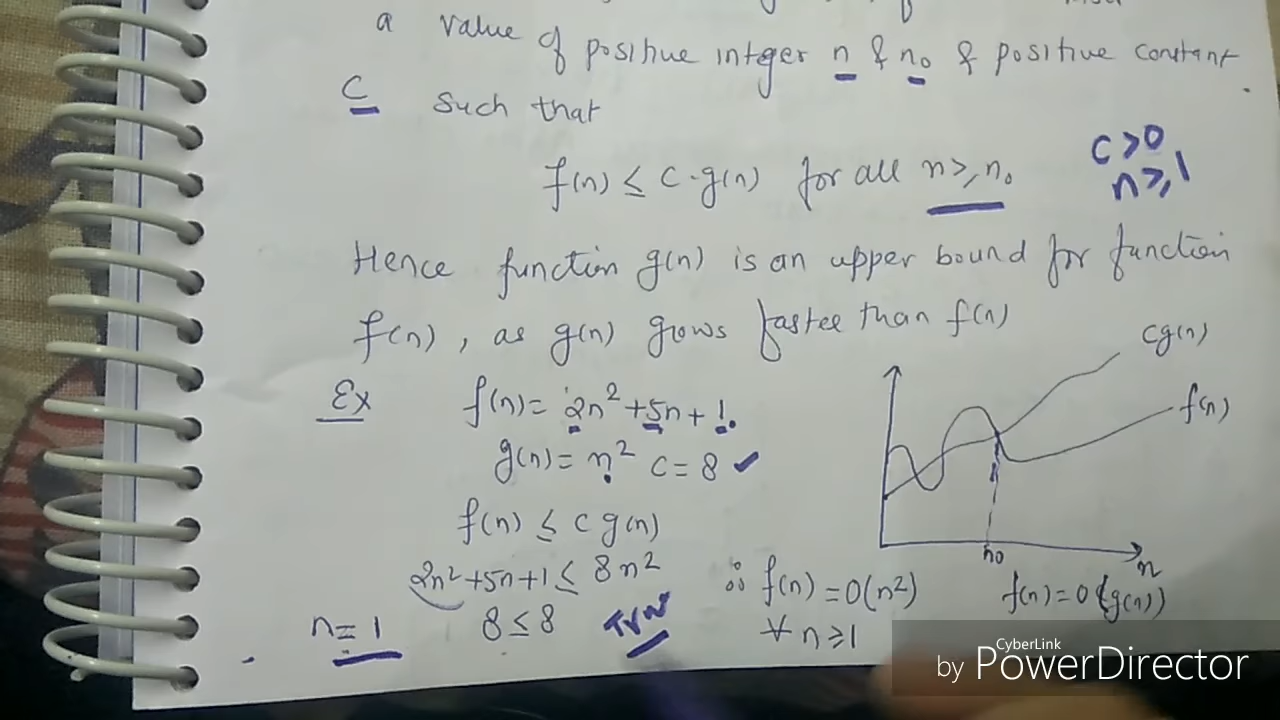 a value of positive integer n & n₀ & positive constant
C such that
f(n) ≤ C·g(n) for all n ≥ n₀
C>0
n≥1
Hence function g(n) is an upper bound for function
f(n), as g(n) grows faster than f(n)
Ex f(n) = 2n² + 5n + 1.
g(n) = n² C = 8 ✓
f(n) ≤ c g(n)
2n² + 5n + 1 ≤ 8n²
n = 1 8 ≤ 8
∴ f(n) = O(n²)
∀ n ≥ 1
cg(n)
f(n)
n₀
n
f(n) = O(g(n))
by CyberLink PowerDirector